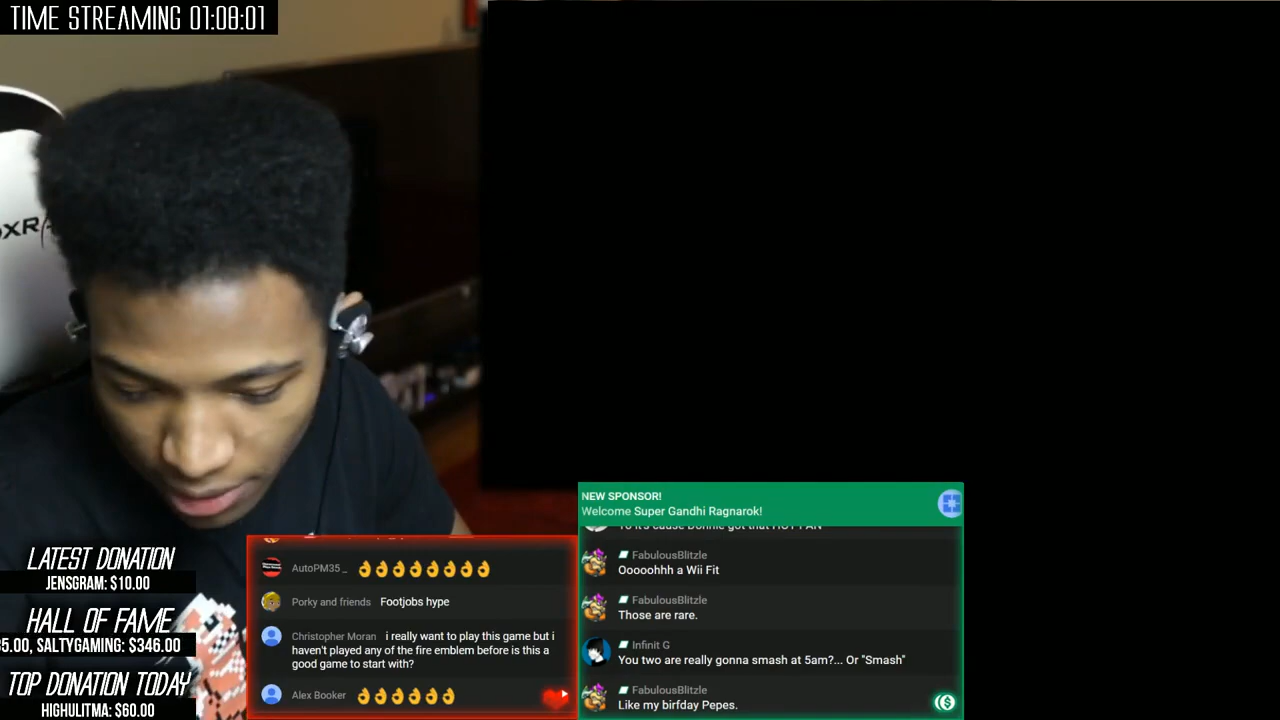 TIME STREAMING 01:08:01
LATEST DONATION
JENSGRAM: $10.00
HALL OF FAME
35.00, SALTYGAMING: $346.00
TOP DONATION TODAY
HIGHULITMA: $60.00
AutoPM35_ 👌👌👌👌👌👌👌👌
Porky and friends Footjobs hype
Christopher Moran i really want to play this game but i
haven't played any of the fire emblem before is this a
good game to start with?
Alex Booker 👌👌👌👌👌👌
NEW SPONSOR!
Welcome Super Gandhi Ragnarok!
FabulousBlitzle
Ooooohhh a Wii Fit
FabulousBlitzle
Those are rare.
Infinit G
You two are really gonna smash at 5am?... Or "Smash"
FabulousBlitzle
Like my birfday Pepes.